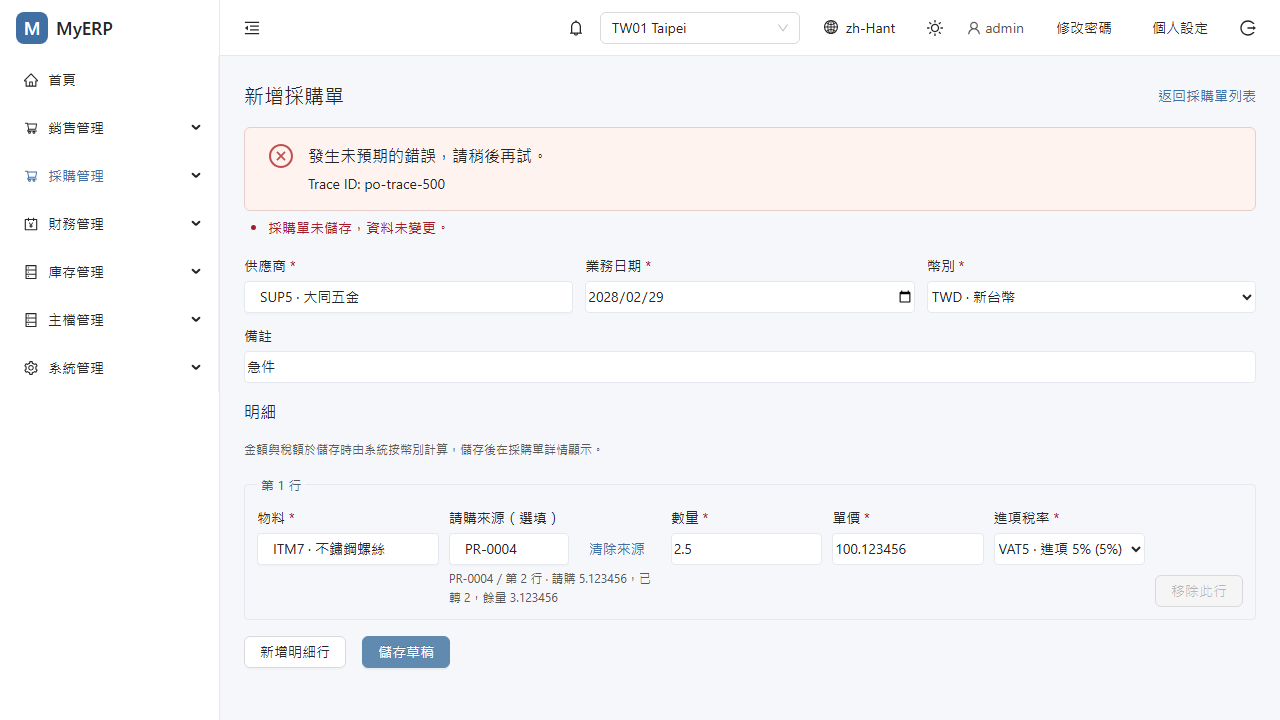 M MyERP
TW01 Taipei
zh-Hant
admin
修改密碼
個人設定
首頁
銷售管理
採購管理
財務管理
庫存管理
主檔管理
系統管理
新增採購單
返回採購單列表
發生未預期的錯誤，請稍後再試。
Trace ID: po-trace-500
採購單未儲存，資料未變更。
供應商 * 業務日期 * 幣別 *
SUP5 · 大同五金 2028/02/29 TWD · 新台幣
備註
急件
明細
金額與稅額於儲存時由系統按幣別計算，儲存後在採購單詳情顯示。
第 1 行
物料 * 請購來源（選填） 數量 * 單價 * 進項稅率 *
ITM7 · 不鏽鋼螺絲 PR-0004 清除來源 2.5 100.123456 VAT5 · 進項 5% (5%)
PR-0004 / 第 2 行 · 請購 5.123456，已
轉 2，餘量 3.123456
移除此行
新增明細行 儲存草稿